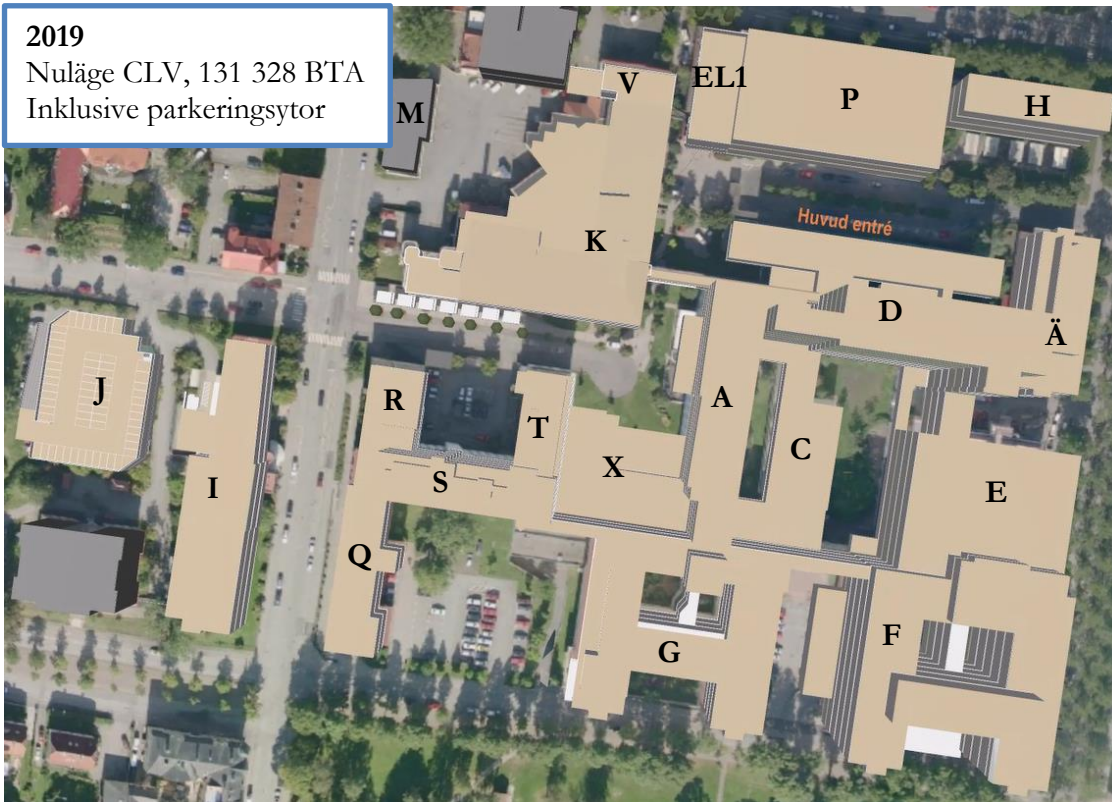 2019
Nuläge CLV, 131 328 BTA
Inklusive parkeringsytor
M
V
EL1
P
H
Huvud entré
K
D
Ä
J
R
T
A
C
I
S
X
E
Q
G
F